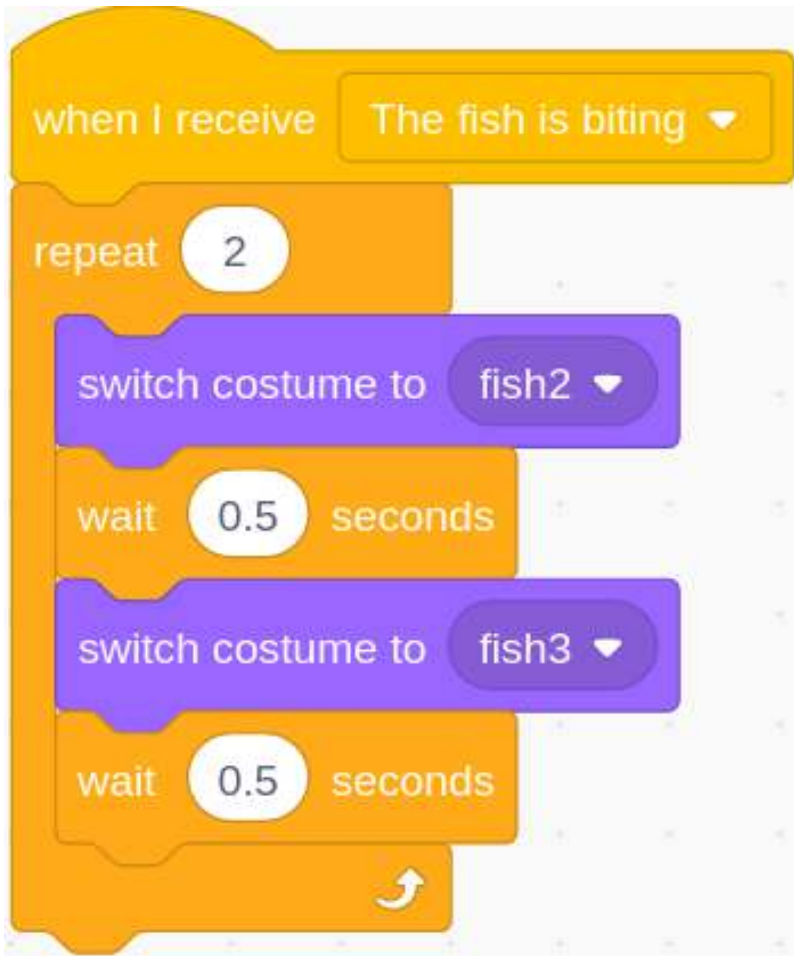 when I receive The fish is biting
repeat 2
switch costume to fish2
wait 0.5 seconds
switch costume to fish3
wait 0.5 seconds